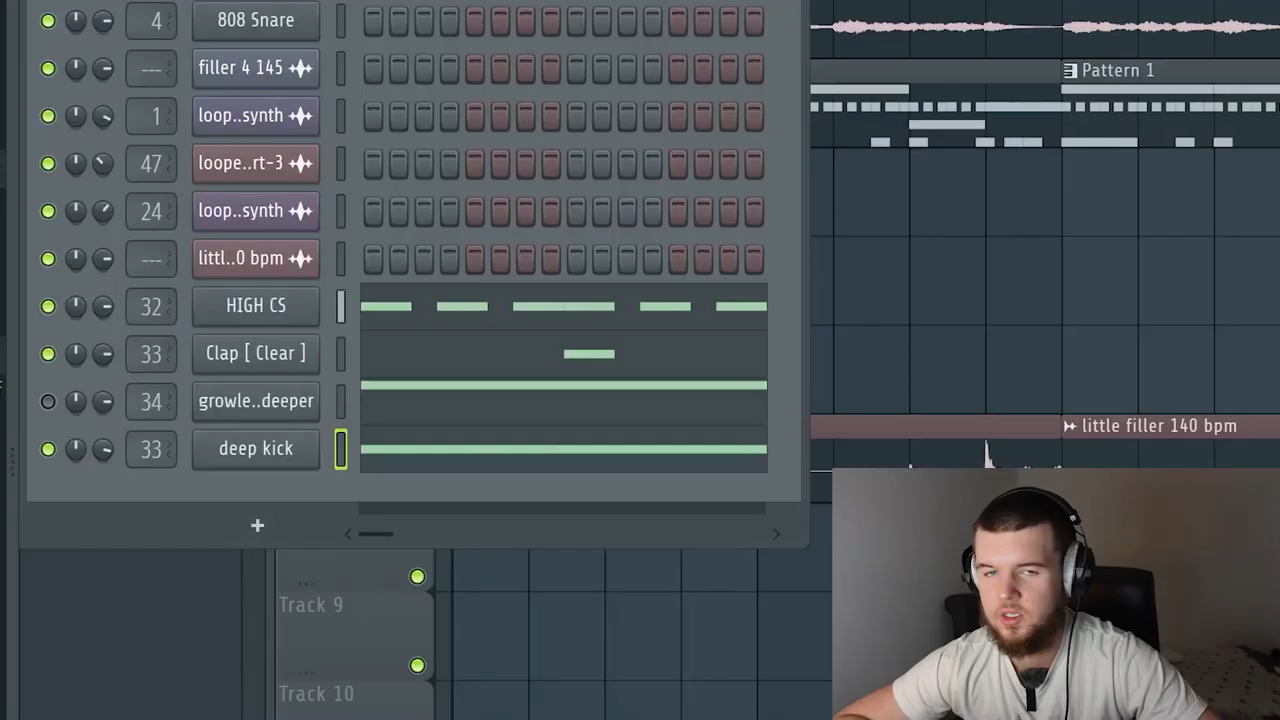 4 808 Snare
--- filler 4 145
1 loop..synth
47 loope..rt-3
24 loop..synth
--- littl..0 bpm
32 HIGH CS
33 Clap [ Clear ]
34 growle..deeper
33 deep kick
+
Pattern 1
little filler 140 bpm
Track 9
Track 10